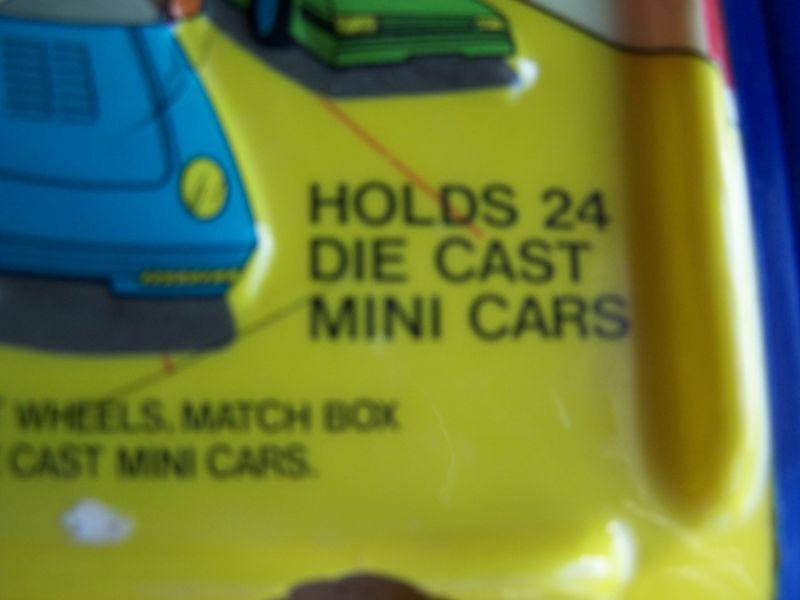 HOLDS 24
DIE CAST
MINI CARS
WHEELS. MATCH BOX
CAST MINI CARS.